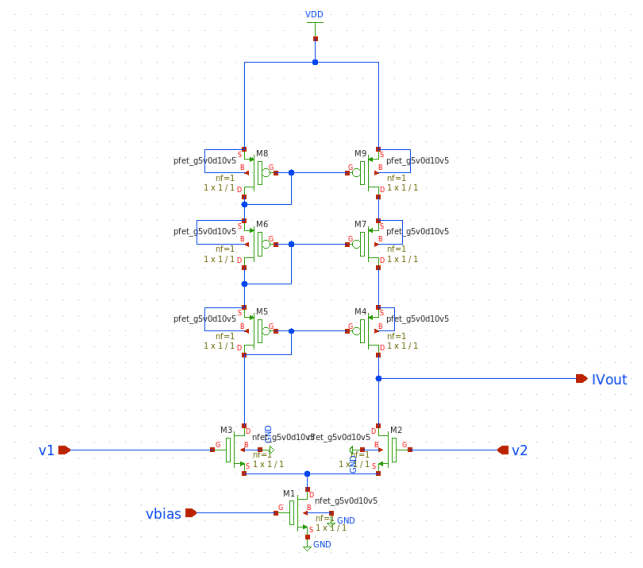 VDD
S M8 M9 S
pfet_g5v0d10v5 pfet_g5v0d10v5
B G G B
nf=1 nf=1
1 x 1 / 1 1 x 1 / 1
D D
S M6 M7 S
pfet_g5v0d10v5 pfet_g5v0d10v5
B G G B
nf=1 nf=1
1 x 1 / 1 1 x 1 / 1
D D
S M5 M4 S
pfet_g5v0d10v5 pfet_g5v0d10v5
B G G B
nf=1 nf=1
1 x 1 / 1 1 x 1 / 1
D D
IVout
M3 D GND D M2
nfet_g5v0d10v5 nfet_g5v0d10v5
v1 G B B G v2
nf=1 GND nf=1
S 1 x 1 / 1 1 x 1 / 1 S
M1 D
nfet_g5v0d10v5
vbias G B
nf=1 GND
S 1 x 1 / 1
GND